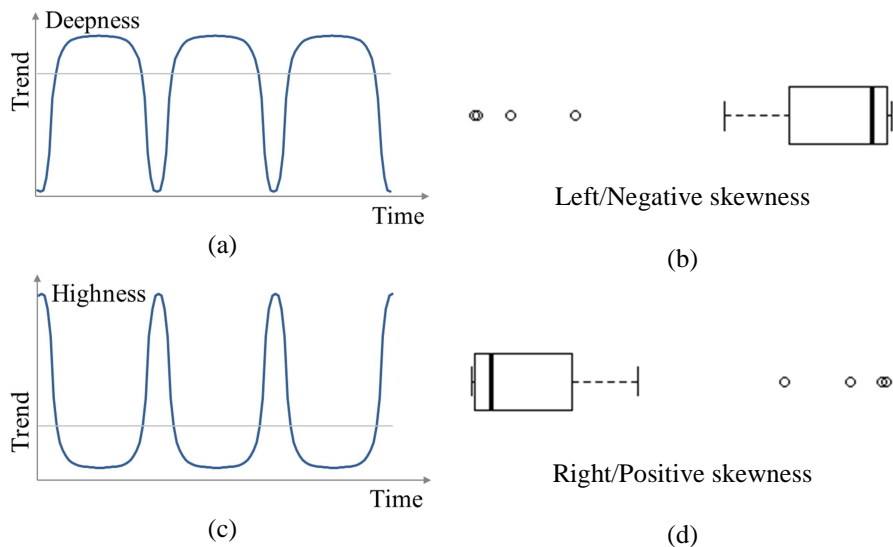 Deepness
Trend
Time
(a)
Left/Negative skewness
(b)
Highness
Trend
Time
(c)
Right/Positive skewness
(d)